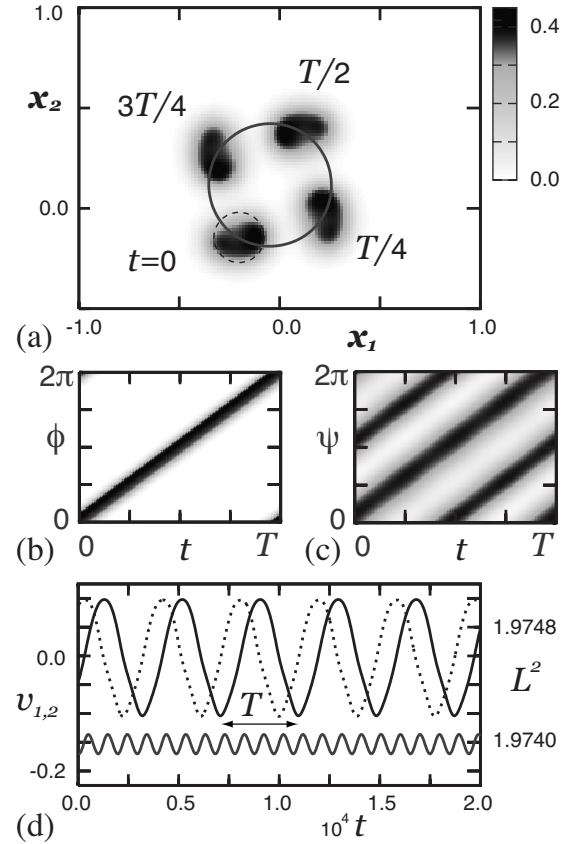 1.0
0.4
x₂
3T/4
T/2
0.2
0.0
0.0
t=0
T/4
(a)
-1.0
0.0
x₁
1.0
2π
2π
ϕ
ψ
0
0
(b)
0
t
T
(c)
0
t
T
1.9748
0.0
L²
v₁,₂
T
1.9740
-0.2
0.0
0.5
1.0
1.5
2.0
(d)
10⁴ t